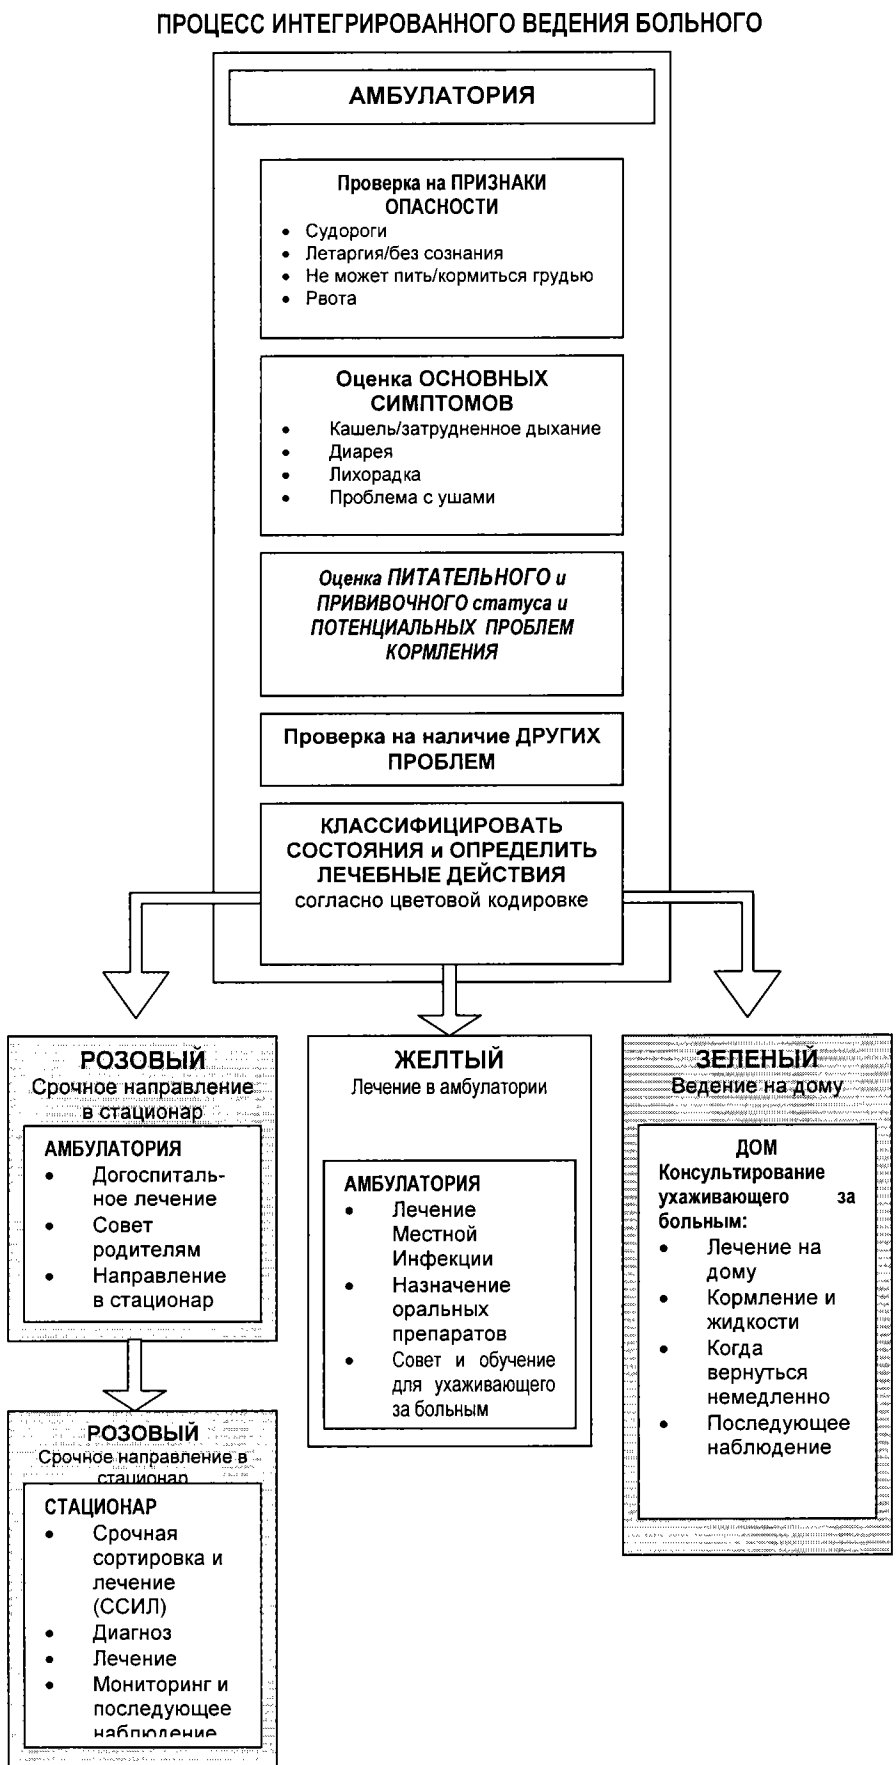 ПРОЦЕСС ИНТЕГРИРОВАННОГО ВЕДЕНИЯ БОЛЬНОГО
АМБУЛАТОРИЯ
Проверка на ПРИЗНАКИ
ОПАСНОСТИ
• Судороги
• Летаргия/без сознания
• Не может пить/кормиться грудью
• Рвота
Оценка ОСНОВНЫХ
СИМПТОМОВ
• Кашель/затрудненное дыхание
• Диарея
• Лихорадка
• Проблема с ушами
Оценка ПИТАТЕЛЬНОГО и
ПРИВИВОЧНОГО статуса и
ПОТЕНЦИАЛЬНЫХ ПРОБЛЕМ
КОРМЛЕНИЯ
Проверка на наличие ДРУГИХ
ПРОБЛЕМ
КЛАССИФИЦИРОВАТЬ
СОСТОЯНИЯ и ОПРЕДЕЛИТЬ
ЛЕЧЕБНЫЕ ДЕЙСТВИЯ
согласно цветовой кодировке
РОЗОВЫЙ
Срочное направление
в стационар
АМБУЛАТОРИЯ
• Догоспиталь-
ное лечение
• Совет
родителям
• Направление
в стационар
РОЗОВЫЙ
Срочное направление в
стационар
СТАЦИОНАР
• Срочная
сортировка и
лечение
(ССИЛ)
• Диагноз
• Лечение
• Мониторинг и
последующее
наблюдение
ЖЕЛТЫЙ
Лечение в амбулатории
АМБУЛАТОРИЯ
• Лечение
Местной
Инфекции
• Назначение
оральных
препаратов
• Совет и обучение
для ухаживающего
за больным
ЗЕЛЕНЫЙ
Ведение на дому
ДОМ
Консультирование
ухаживающего за
больным:
• Лечение на
дому
• Кормление и
жидкости
• Когда
вернуться
немедленно
• Последующее
наблюдение